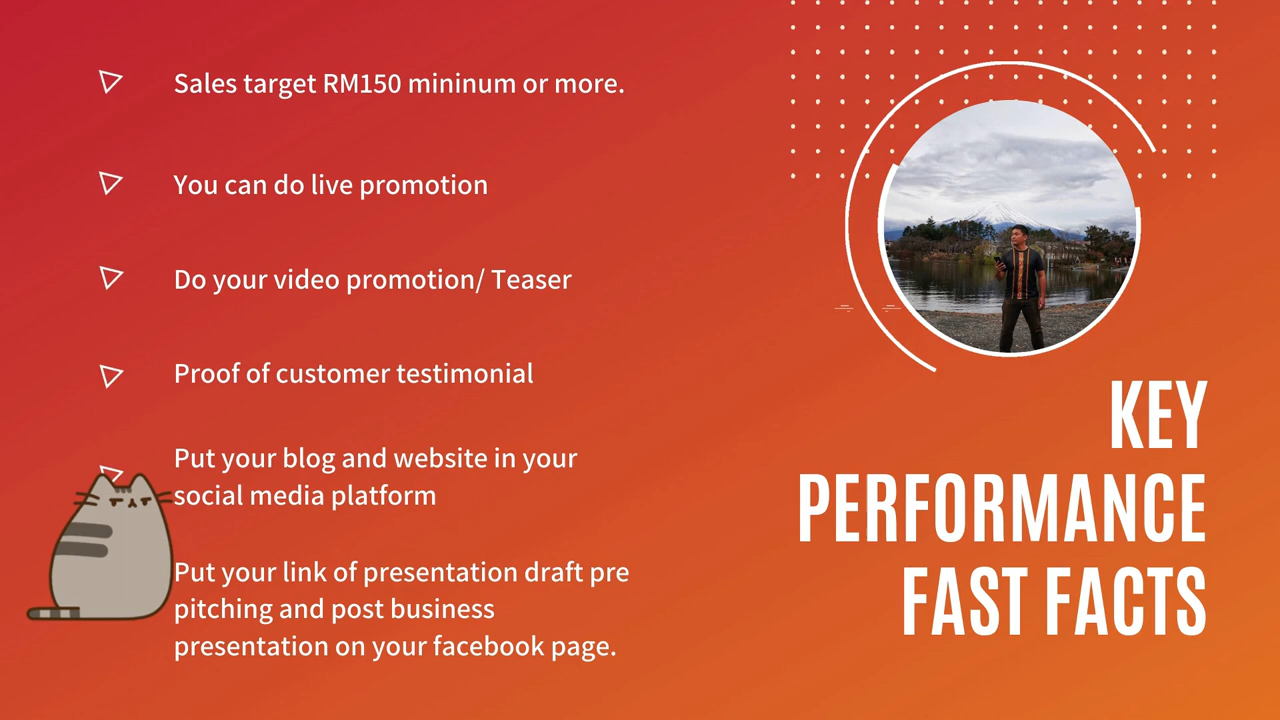 Sales target RM150 mininum or more.
You can do live promotion
Do your video promotion/ Teaser
Proof of customer testimonial
Put your blog and website in your
social media platform
Put your link of presentation draft pre
pitching and post business
presentation on your facebook page.
KEY
PERFORMANCE
FAST FACTS